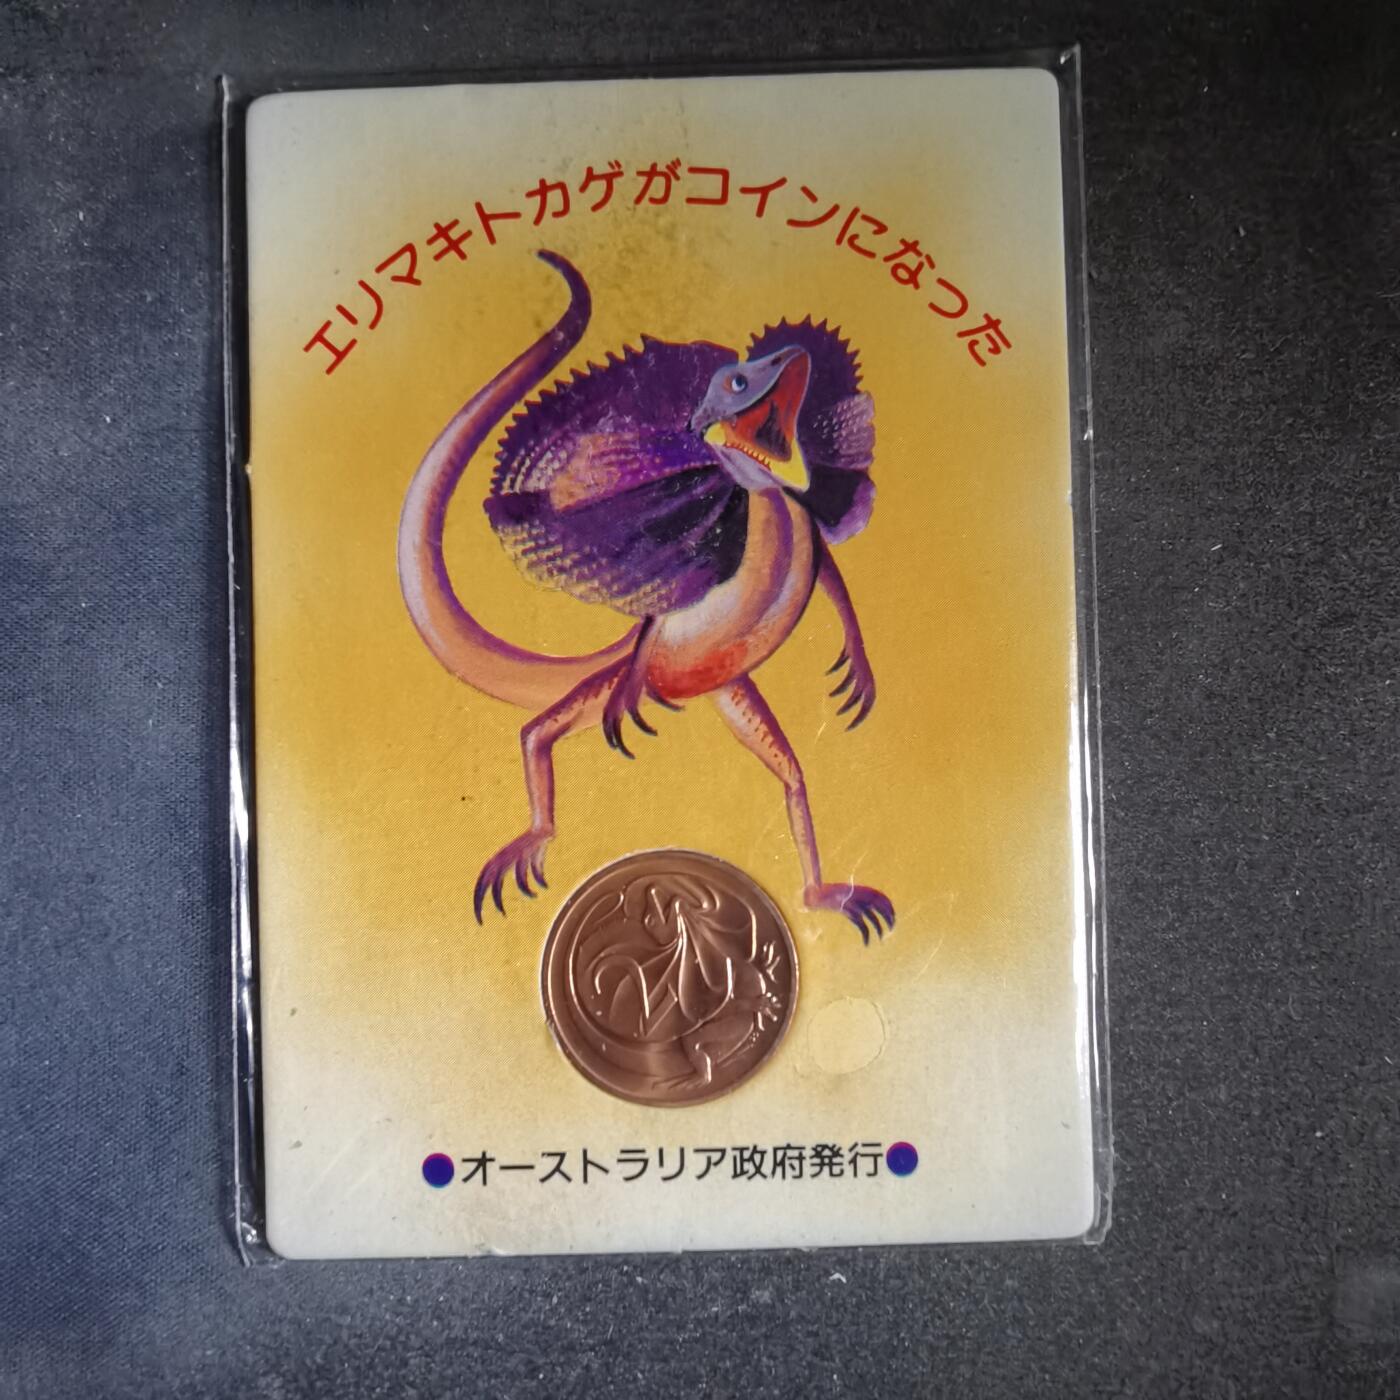 エリマキトカゲがコインになった
2
●オーストラリア政府発行●